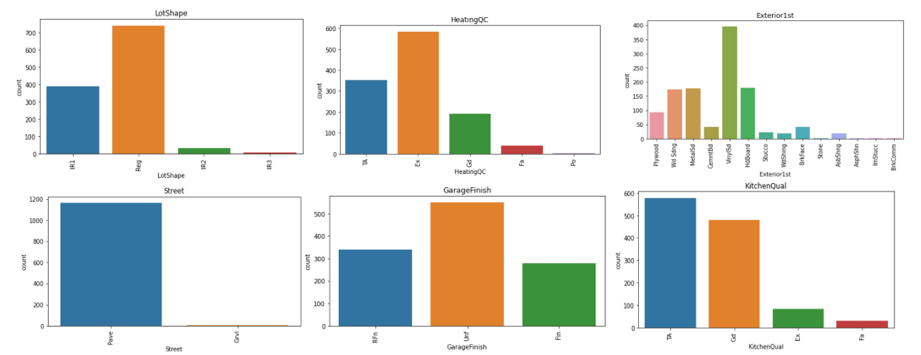 LotShape
700
600
500
400
300
200
100
0
count
IR1
Reg
IR2
IR3
LotShape
HeatingQC
600
500
400
300
200
100
0
count
TA
Ex
Gd
Fa
Po
HeatingQC
Exterior1st
400
350
300
250
200
150
100
50
0
count
Plywood
Wd Sdng
MetalSd
CemntBd
VinylSd
HdBoard
Stucco
WdShing
BrkFace
Stone
AsbShng
AsphShn
ImStucc
BrkComm
Exterior1st
Street
1200
1000
800
600
400
200
0
count
Pave
Grvl
Street
GarageFinish
500
400
300
200
100
0
count
RFn
Unf
Fin
GarageFinish
KitchenQual
600
500
400
300
200
100
0
count
TA
Gd
Ex
Fa
KitchenQual